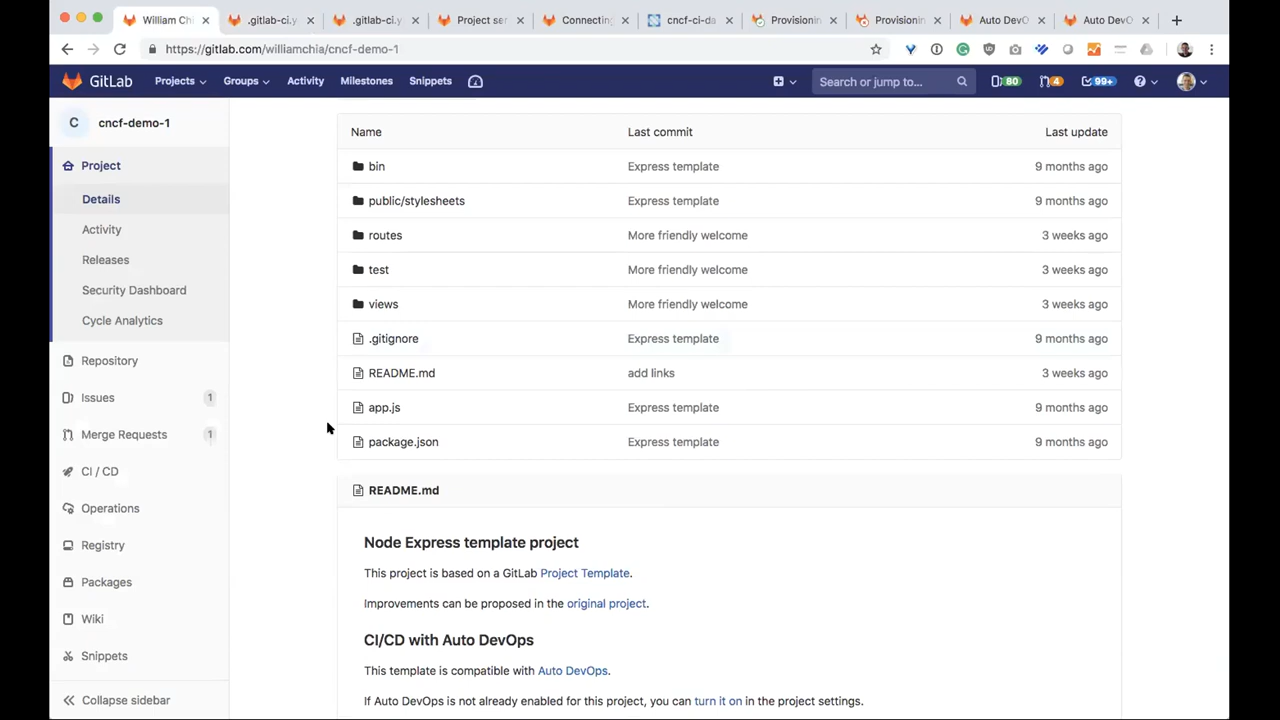 William Chi
.gitlab-ci.y
.gitlab-ci.y
Project ser
Connecting
cncf-ci-da
Provisionin
Provisionin
Auto DevO
Auto DevO
https://gitlab.com/williamchia/cncf-demo-1
GitLab Projects Groups Activity Milestones Snippets Search or jump to... 80 4 99+
C cncf-demo-1
Project
Details
Activity
Releases
Security Dashboard
Cycle Analytics
Repository
Issues 1
Merge Requests 1
CI / CD
Operations
Registry
Packages
Wiki
Snippets
Collapse sidebar
Name Last commit Last update
bin Express template 9 months ago
public/stylesheets Express template 9 months ago
routes More friendly welcome 3 weeks ago
test More friendly welcome 3 weeks ago
views More friendly welcome 3 weeks ago
.gitignore Express template 9 months ago
README.md add links 3 weeks ago
app.js Express template 9 months ago
package.json Express template 9 months ago
README.md
Node Express template project
This project is based on a GitLab Project Template.
Improvements can be proposed in the original project.
CI/CD with Auto DevOps
This template is compatible with Auto DevOps.
If Auto DevOps is not already enabled for this project, you can turn it on in the project settings.